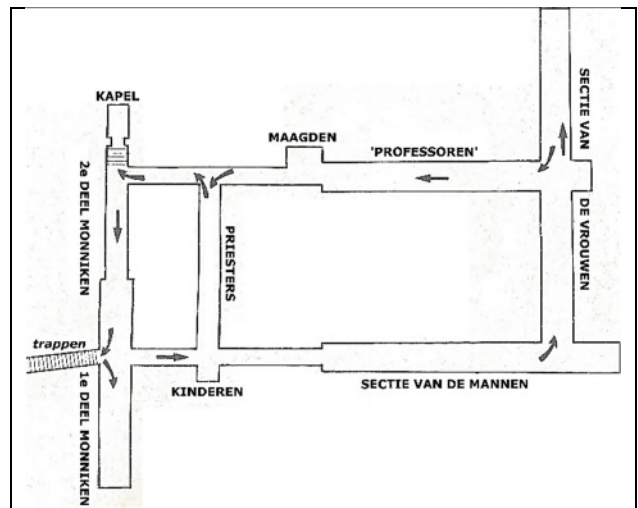 KAPEL
MAAGDEN
'PROFESSOREN'
SECTIE VAN
DE VROUWEN
2e DEEL MONNIKEN
PRIESTERS
trappen
1e DEEL MONNIKEN
KINDEREN
SECTIE VAN DE MANNEN